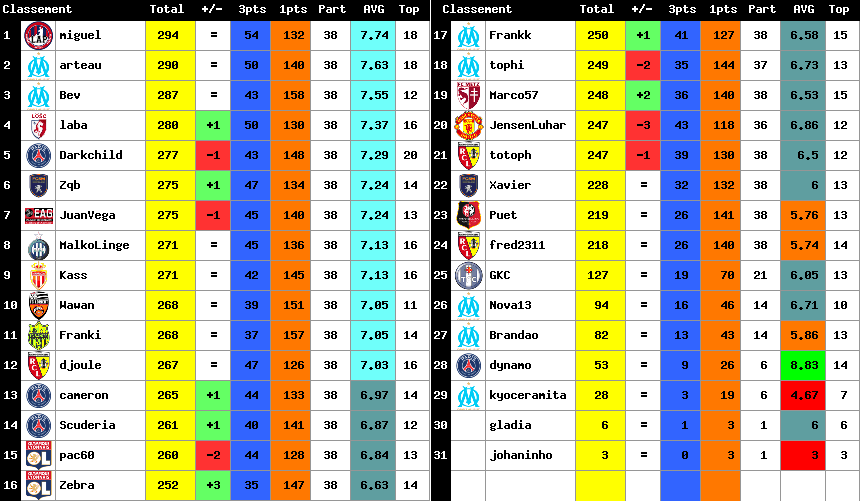 Classement Total +/- 3pts 1pts Part AVG Top
1 miguel 294 = 54 132 38 7.74 18
2 arteau 290 = 50 140 38 7.63 18
3 Bev 287 = 43 158 38 7.55 12
4 LOSC laba 280 +1 50 130 38 7.37 16
5 Darkchild 277 -1 43 148 38 7.29 20
6 Zqb 275 +1 47 134 38 7.24 14
7 EAG JuanVega 275 -1 45 140 38 7.24 13
8 MalkoLinge 271 = 45 136 38 7.13 16
9 Kass 271 = 42 145 38 7.13 16
10 Wawan 268 = 39 151 38 7.05 11
11 Franki 268 = 37 157 38 7.05 14
12 djoule 267 = 47 126 38 7.03 16
13 cameron 265 +1 44 133 38 6.97 14
14 Scuderia 261 +1 40 141 38 6.87 12
15 OL pac60 260 -2 44 128 38 6.84 13
16 OL Zebra 252 +3 35 147 38 6.63 14
Classement Total +/- 3pts 1pts Part AVG Top
17 Frankk 250 +1 41 127 38 6.58 15
18 tophi 249 -2 35 144 37 6.73 13
19 FC METZ Marco57 248 +2 36 140 38 6.53 15
20 JensenLuhar 247 -3 43 118 36 6.86 12
21 totoph 247 -1 39 130 38 6.5 12
22 Xavier 228 = 32 132 38 6 13
23 Puet 219 = 26 141 38 5.76 13
24 fred2311 218 = 26 140 38 5.74 14
25 GKC 127 = 19 70 21 6.05 13
26 Nova13 94 = 16 46 14 6.71 10
27 Brandao 82 = 13 43 14 5.86 13
28 dynamo 53 = 9 26 6 8.83 14
29 kyoceramita 28 = 3 19 6 4.67 7
30 gladia 6 = 1 3 1 6 6
31 johaninho 3 = 0 3 1 3 3